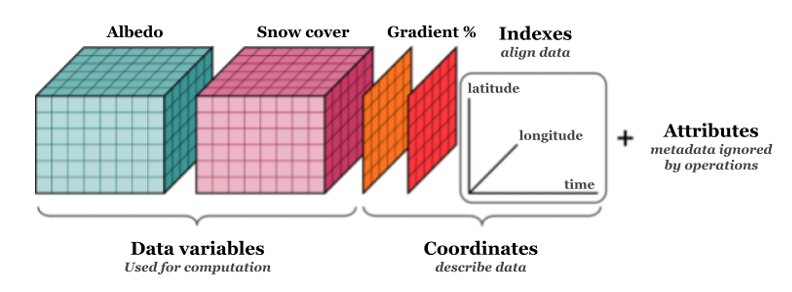 Albedo
Snow cover
Gradient %
Indexes
align data
latitude
longitude
time
+
Attributes
metadata ignored
by operations
Data variables
Used for computation
Coordinates
describe data